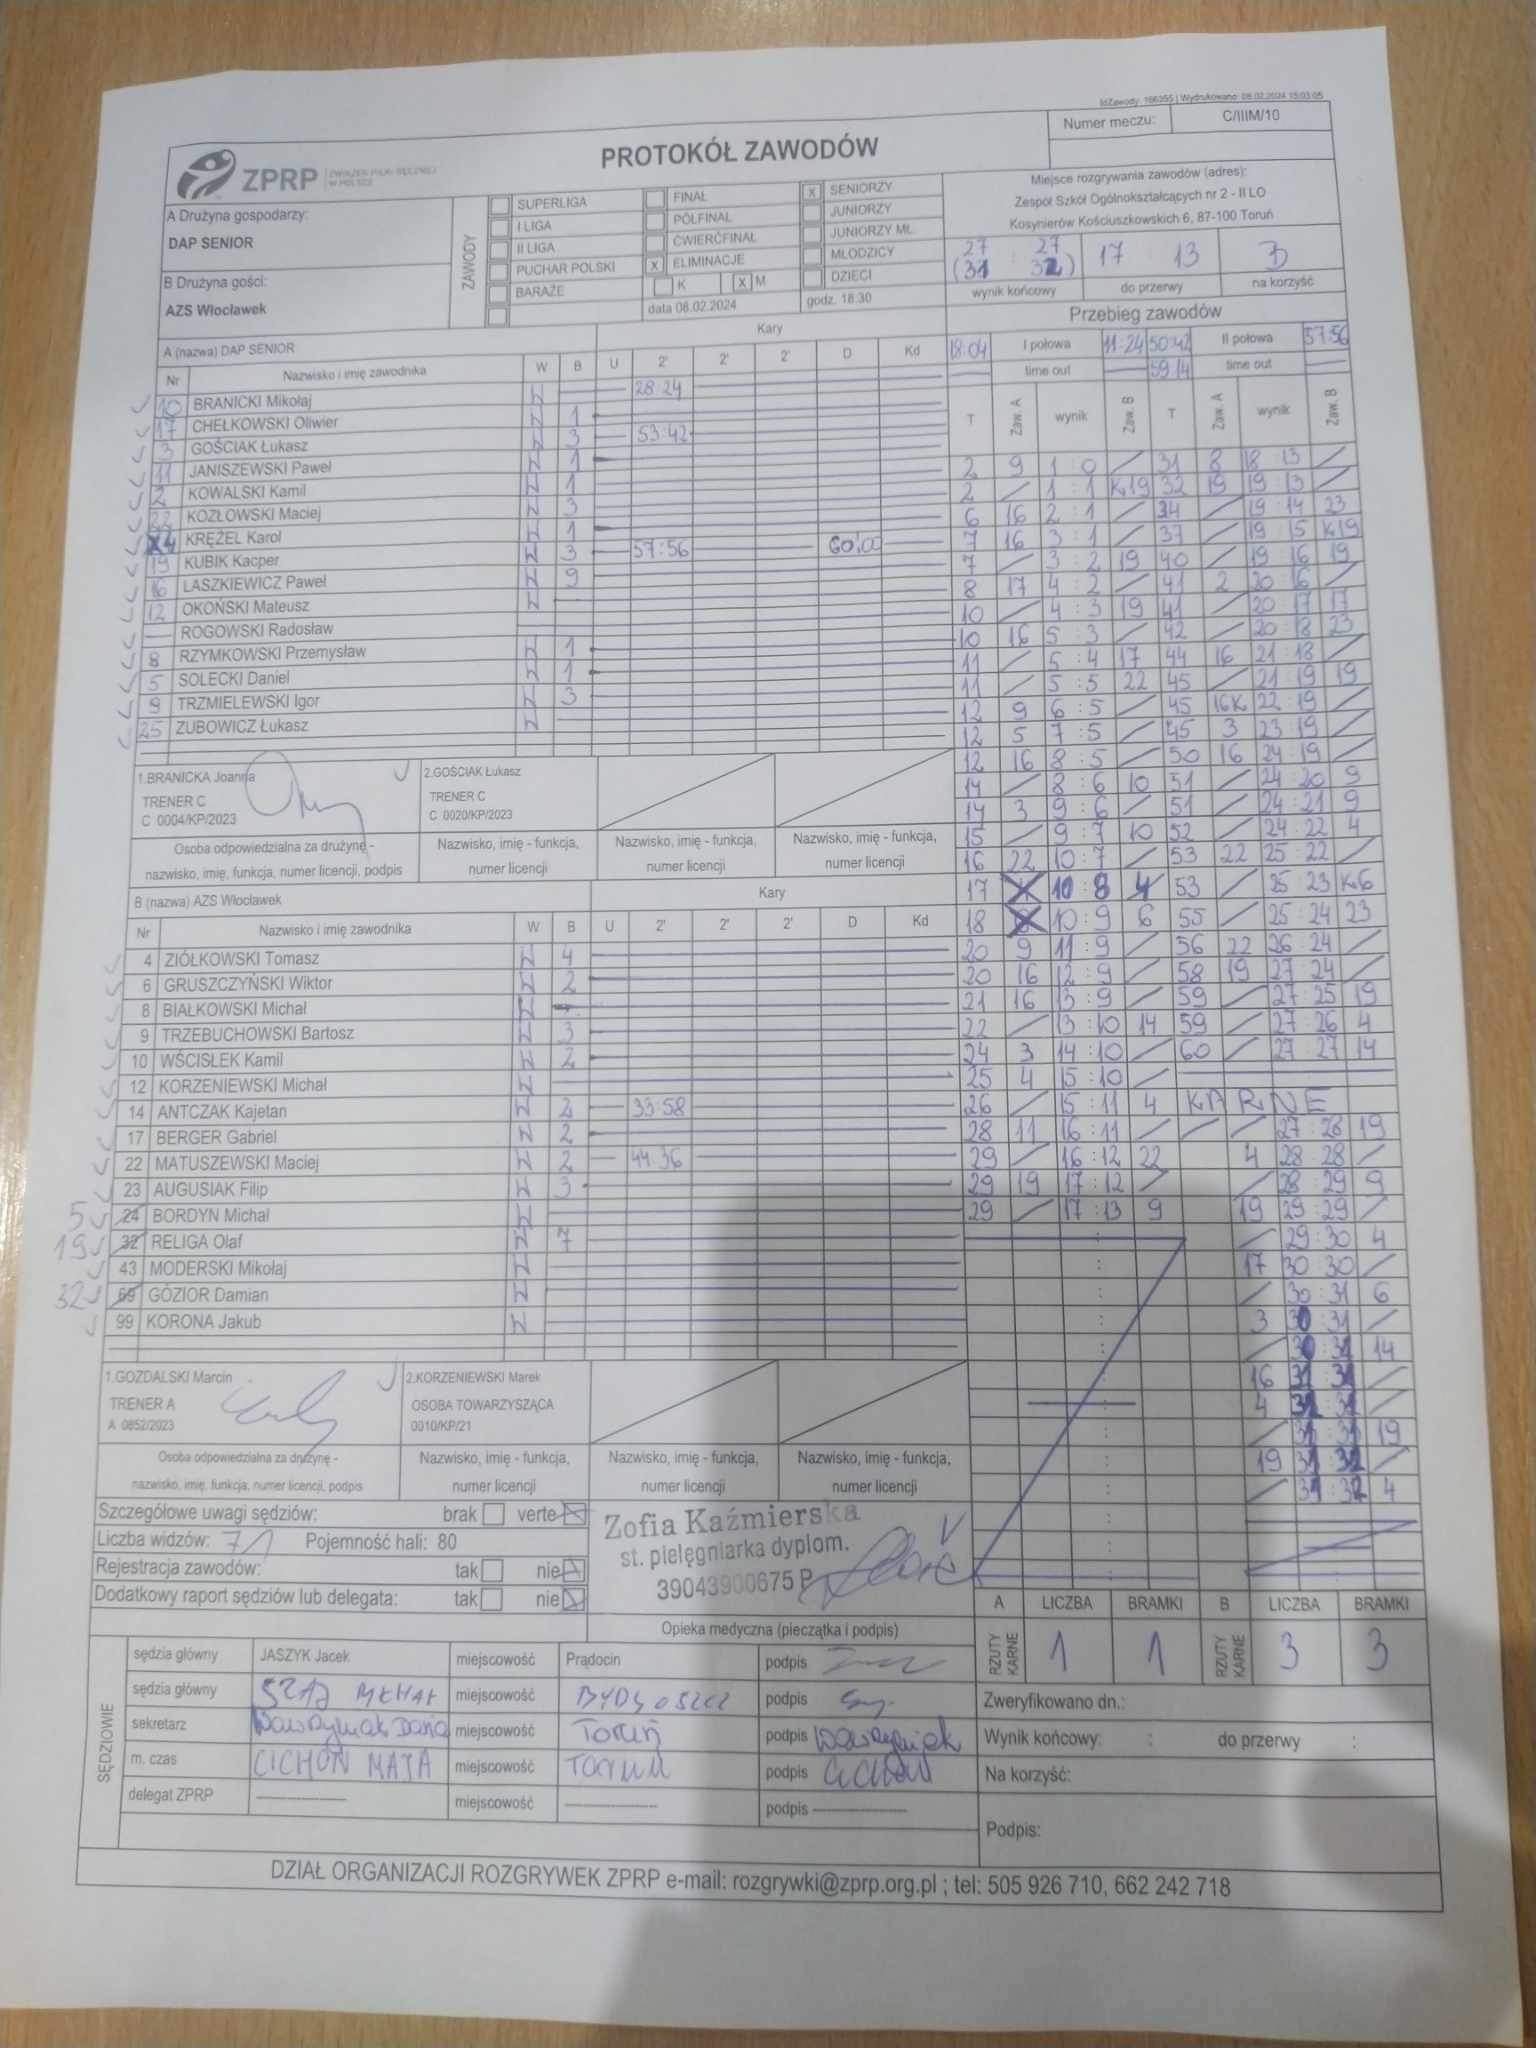 IdZawody: 166355 | Wydrukowano: 08.02.2024 15:03:05
Numer meczu: C/IIIM/10
PROTOKÓŁ ZAWODÓW
ZPRP ZWIĄZEK PIŁKI RĘCZNEJ W POLSCE
A Drużyna gospodarzy:
DAP SENIOR
B Drużyna gości:
AZS Włocławek
ZAWODY
SUPERLIGA
I LIGA
II LIGA
PUCHAR POLSKI
BARAŻE
FINAŁ
PÓŁFINAŁ
ĆWIERĆFINAŁ
X ELIMINACJE
K X M
data 08.02.2024
X SENIORZY
JUNIORZY
JUNIORZY MŁ.
MŁODZICY
DZIECI
godz. 18.30
Miejsce rozgrywania zawodów (adres):
Zespół Szkół Ogólnokształcących nr 2 - II LO
Kosynierów Kościuszkowskich 6, 87-100 Toruń
27 : 27
(31 32) 17 13 B
wynik końcowy do przerwy na korzyść
Przebieg zawodów
18:04 I połowa 11:24 50:42 II połowa 57:56
time out 59:14 time out
T Zaw. A wynik Zaw. B T Zaw. A wynik Zaw. B
A (nazwa) DAP SENIOR Kary
Nr Nazwisko i imię zawodnika W B U 2' 2' 2' D Kd
10 BRANICKI Mikołaj W 28:24
17 CHEŁKOWSKI Oliwier W 1
3 GOŚCIAK Łukasz W 3 53:42
11 JANISZEWSKI Paweł W 1
2 KOWALSKI Kamil W 1
22 KOZŁOWSKI Maciej W 3
4 KRĘŻEL Karol W 1
19 KUBIK Kacper W 3 57:56
16 LASZKIEWICZ Paweł W 9
12 OKOŃSKI Mateusz W
ROGOWSKI Radosław
8 RZYMKOWSKI Przemysław W 1
5 SOLECKI Daniel W 1
9 TRZMIELEWSKI Igor W 3
25 ZUBOWICZ Łukasz W
1.BRANICKA Joanna
TRENER C
C 0004/KP/2023
2.GOŚCIAK Łukasz
TRENER C
C 0020/KP/2023
Osoba odpowiedzialna za drużynę -
nazwisko, imię, funkcja, numer licencji, podpis
Nazwisko, imię - funkcja,
numer licencji
Nazwisko, imię - funkcja,
numer licencji
Nazwisko, imię - funkcja,
numer licencji
B (nazwa) AZS Włocławek Kary
Nr Nazwisko i imię zawodnika W B U 2' 2' 2' D Kd
4 ZIÓŁKOWSKI Tomasz W 4
6 GRUSZCZYŃSKI Wiktor W 2
8 BIAŁKOWSKI Michał W
9 TRZEBUCHOWSKI Bartosz W 3
10 WŚCISŁEK Kamil W 2
12 KORZENIEWSKI Michał W
14 ANTCZAK Kajetan W 2 33:58
17 BERGER Gabriel W 2
22 MATUSZEWSKI Maciej W 2 44:36
23 AUGUSIAK Filip W 3
5 24 BORDYN Michał W
19 32 RELIGA Olaf W 7
43 MODERSKI Mikołaj W
32 69 GÓZIOR Damian W
99 KORONA Jakub W
1.GOZDALSKI Marcin
TRENER A
A 0852/2023
2.KORZENIEWSKI Marek
OSOBA TOWARZYSZĄCA
0010/KP/21
Osoba odpowiedzialna za drużynę -
nazwisko, imię, funkcja, numer licencji, podpis
Nazwisko, imię - funkcja,
numer licencji
Nazwisko, imię - funkcja,
numer licencji
Nazwisko, imię - funkcja,
numer licencji
2 9 1 : 0 31 8 18 : 13
2 1 : 1 K19 32 19 19 : 13
6 16 2 : 1 34 19 : 14 23
7 16 3 : 1 37 19 : 15 K19
7 3 : 2 19 40 19 : 16 19
8 17 4 : 2 41 2 20 : 16
10 4 : 3 19 41 20 : 17 17
10 16 5 : 3 42 20 : 18 23
11 5 : 4 17 44 16 21 : 18
11 5 : 5 22 45 21 : 19 19
12 9 6 : 5 45 16K 22 : 19
12 5 7 : 5 45 3 23 : 19
12 16 8 : 5 50 16 24 : 19
14 8 : 6 10 51 24 : 20 9
14 3 9 : 6 51 24 : 21 9
15 9 : 7 10 52 24 : 22 4
16 22 10 : 7 53 22 25 : 22
17 10 : 8 4 53 25 : 23 K6
18 10 : 9 6 55 25 : 24 23
20 9 11 : 9 56 22 26 : 24
20 16 12 : 9 58 19 27 : 24
21 16 13 : 9 59 27 : 25 19
22 13 : 10 14 59 27 : 26 4
24 3 14 : 10 60 27 : 27 14
25 4 15 : 10
26 15 : 11 4 KARNE
28 11 16 : 11 27 : 28 19
29 16 : 12 22 4 28 : 28
29 19 17 : 12 28 : 29 9
29 17 : 13 9 19 29 : 29
29 : 30 4
17 30 : 30
30 : 31 6
3 30 : 31
30 : 31 14
16 31 : 31
4 31 : 31
31 : 31 19
19 31 : 32
31 : 32 4
Szczegółowe uwagi sędziów: brak verte X
Liczba widzów: 71 Pojemność hali: 80
Rejestracja zawodów: tak nie X
Dodatkowy raport sędziów lub delegata: tak nie X
Zofia Kaźmierska
st. pielęgniarka dyplom.
39043900675 P
Opieka medyczna (pieczątka i podpis)
A LICZBA BRAMKI B LICZBA BRAMKI
RZUTY KARNE 1 1 RZUTY KARNE 3 3
SĘDZIOWIE
sędzia główny JASZYK Jacek miejscowość Prądocin podpis
sędzia główny miejscowość BYDGOSZCZ podpis
sekretarz miejscowość Toruń podpis
m. czas CICHOŃ MAJA miejscowość Toruń podpis CICHOŃ
delegat ZPRP miejscowość podpis
Zweryfikowano dn.:
Wynik końcowy: : do przerwy :
Na korzyść:
Podpis:
DZIAŁ ORGANIZACJI ROZGRYWEK ZPRP e-mail: rozgrywki@zprp.org.pl ; tel: 505 926 710, 662 242 718